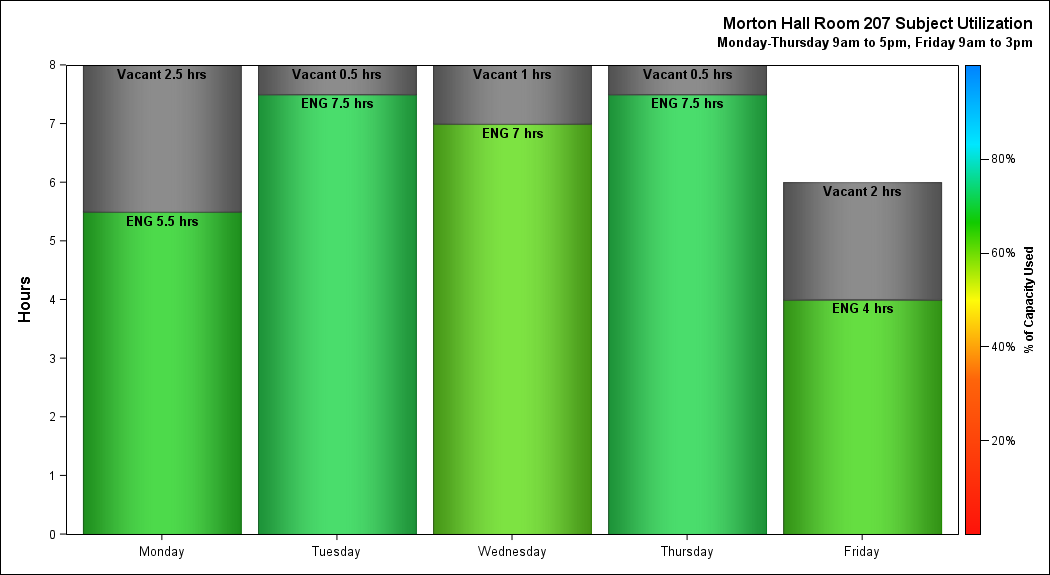 Morton Hall Room 207 Subject Utilization
Monday-Thursday 9am to 5pm, Friday 9am to 3pm
Hours
8
7
6
5
4
3
2
1
0
Vacant 2.5 hrs
ENG 5.5 hrs
Vacant 0.5 hrs
ENG 7.5 hrs
Vacant 1 hrs
ENG 7 hrs
Vacant 0.5 hrs
ENG 7.5 hrs
Vacant 2 hrs
ENG 4 hrs
Monday
Tuesday
Wednesday
Thursday
Friday
80%
60%
40%
20%
% of Capacity Used